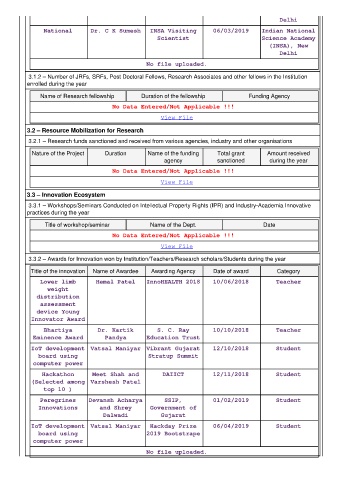 Delhi
National Dr. C K Sumesh INSA Visiting Scientist 06/03/2019 Indian National Science Academy (INSA), New Delhi
No file uploaded.
3.1.2 – Number of JRFs, SRFs, Post Doctoral Fellows, Research Associates and other fellows in the Institution
enrolled during the year
Name of Research fellowship Duration of the fellowship Funding Agency
No Data Entered/Not Applicable !!!
View File
3.2 – Resource Mobilization for Research
3.2.1 – Research funds sanctioned and received from various agencies, industry and other organisations
Nature of the Project Duration Name of the funding agency Total grant sanctioned Amount received during the year
No Data Entered/Not Applicable !!!
View File
3.3 – Innovation Ecosystem
3.3.1 – Workshops/Seminars Conducted on Intellectual Property Rights (IPR) and Industry-Academia Innovative
practices during the year
Title of workshop/seminar Name of the Dept. Date
No Data Entered/Not Applicable !!!
View File
3.3.2 – Awards for Innovation won by Institution/Teachers/Research scholars/Students during the year
Title of the innovation Name of Awardee Awarding Agency Date of award Category
Lower limb weight distribution assessment device Young Innovator Award Hemal Patel InnoHEALTH 2018 10/06/2018 Teacher
Bhartiya Eminence Award Dr. Kartik Pandya S. C. Ray Education Trust 10/10/2018 Teacher
IoT development board using computer power Vatsal Maniyar Vibrant Gujarat Stratup Summit 12/10/2018 Student
Hackathon (Selected among top 10 ) Meet Shah and Varshesh Patel DAIICT 12/11/2018 Student
Peregrines Innovations Devansh Acharya and Shrey Dalwadi SSIP, Government of Gujarat 01/02/2019 Student
IoT development board using computer power Vatsal Maniyar Hackday Prize 2019 Bootstrape 06/04/2019 Student
No file uploaded.